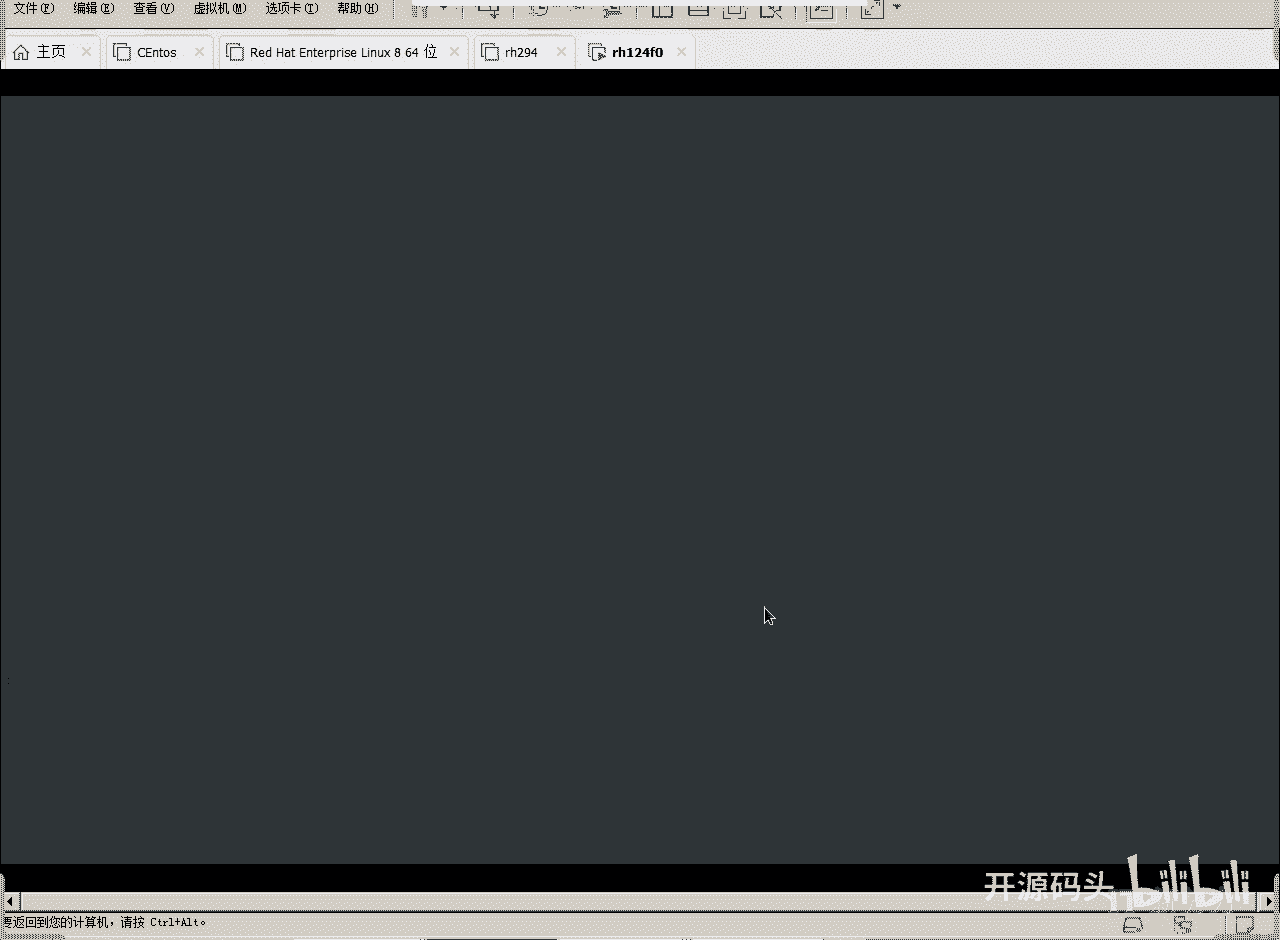 文件(F) 编辑(E) 查看(V) 虚拟机(M) 选项卡(T) 帮助(H)
主页 CEntos Red Hat Enterprise Linux 8 64 位 rh294 rh124f0
开源码头 bilibili
要返回到您的计算机，请按 Ctrl+Alt。